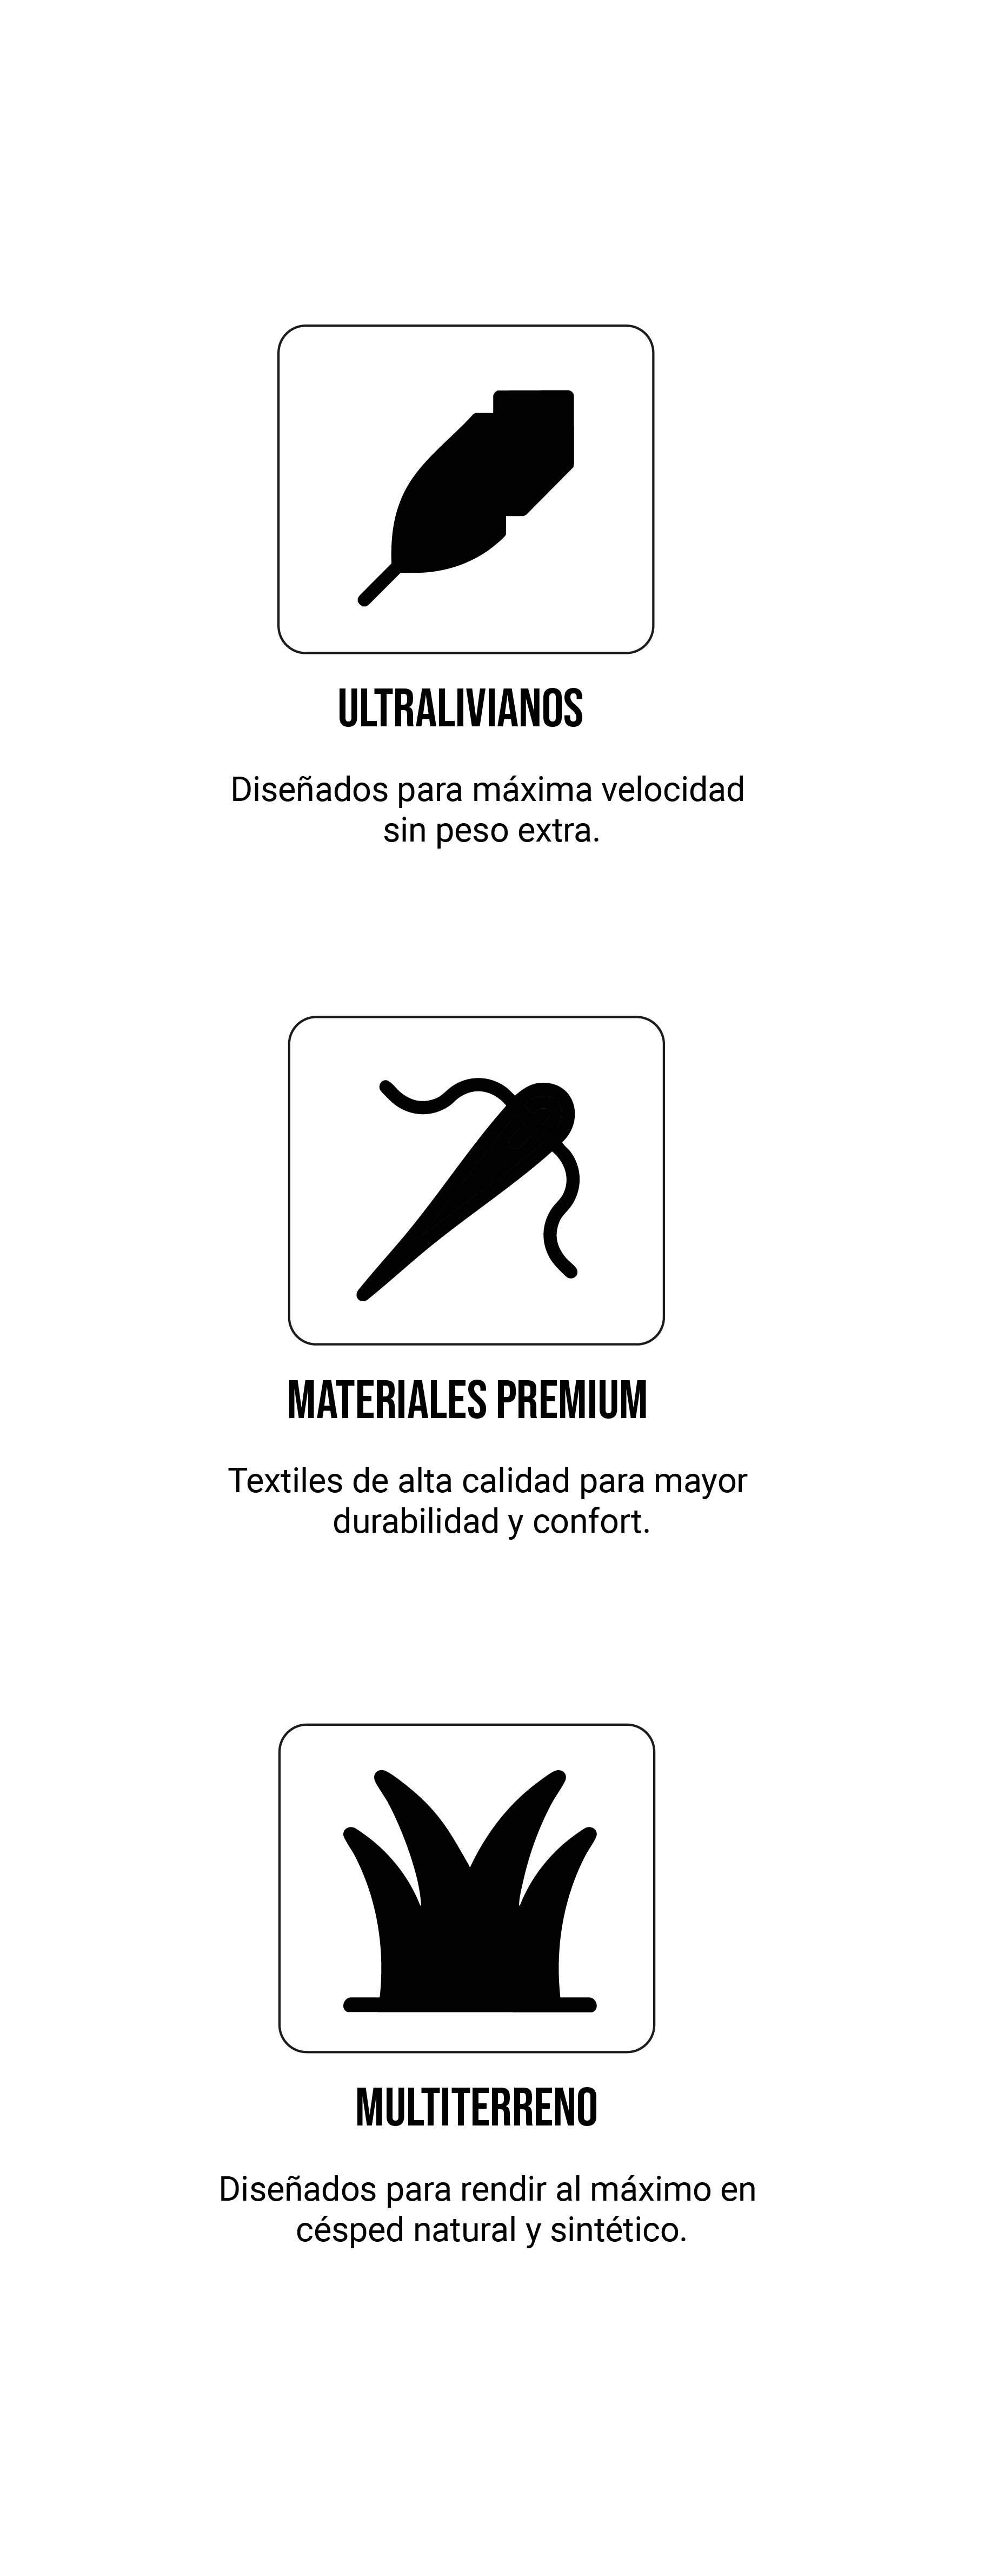 ULTRALIVIANOS
Diseñados para máxima velocidad
sin peso extra.
MATERIALES PREMIUM
Textiles de alta calidad para mayor
durabilidad y confort.
MULTITERRENO
Diseñados para rendir al máximo en
césped natural y sintético.